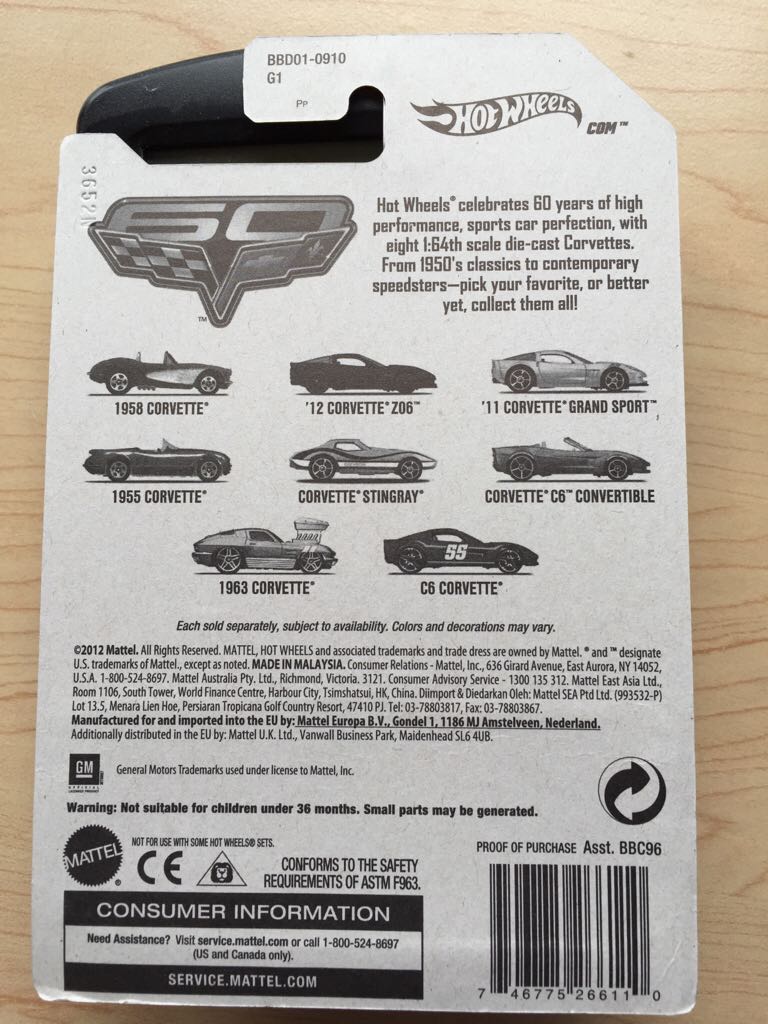 BBD01-0910
G1
PP
HOT WHEELS
COM™
3652
60
™
Hot Wheels® celebrates 60 years of high
performance, sports car perfection, with
eight 1:64th scale die-cast Corvettes.
From 1950's classics to contemporary
speedsters—pick your favorite, or better
yet, collect them all!
1958 CORVETTE®
'12 CORVETTE® Z06™
'11 CORVETTE® GRAND SPORT™
1955 CORVETTE®
CORVETTE® STINGRAY®
CORVETTE® C6™ CONVERTIBLE
55
1963 CORVETTE®
C6 CORVETTE®
Each sold separately, subject to availability. Colors and decorations may vary.
©2012 Mattel. All Rights Reserved. MATTEL, HOT WHEELS and associated trademarks and trade dress are owned by Mattel. ® and ™ designate
U.S. trademarks of Mattel., except as noted. MADE IN MALAYSIA. Consumer Relations - Mattel, Inc., 636 Girard Avenue, East Aurora, NY 14052,
U.S.A. 1-800-524-8697. Mattel Australia Pty. Ltd., Richmond, Victoria. 3121. Consumer Advisory Service - 1300 135 312. Mattel East Asia Ltd.,
Room 1106, South Tower, World Finance Centre, Harbour City, Tsimshatsui, HK, China. Diimport & Diedarkan Oleh: Mattel SEA Ptd Ltd. (993532-P)
Lot 13.5, Menara Lien Hoe, Persiaran Tropicana Golf Country Resort, 47410 PJ. Tel: 03-78803817, Fax: 03-78803867.
Manufactured for and imported into the EU by: Mattel Europa B.V., Gondel 1, 1186 MJ Amstelveen, Nederland.
Additionally distributed in the EU by: Mattel U.K. Ltd., Vanwall Business Park, Maidenhead SL6 4UB.
GM
OFFICIAL
LICENSED PRODUCT
General Motors Trademarks used under license to Mattel, Inc.
Warning: Not suitable for children under 36 months. Small parts may be generated.
MATTEL®
NOT FOR USE WITH SOME HOT WHEELS® SETS.
CE
CONFORMS TO THE SAFETY
REQUIREMENTS OF ASTM F963.
PROOF OF PURCHASE Asst. BBC96
CONSUMER INFORMATION
Need Assistance? Visit service.mattel.com or call 1-800-524-8697
(US and Canada only).
SERVICE.MATTEL.COM
7 46775 26611 0